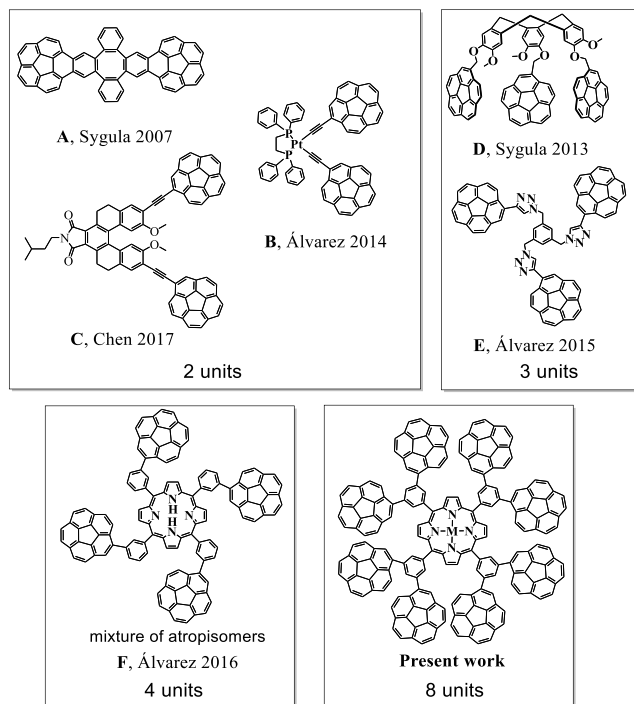 A, Sygula 2007
P
Pt
P
B, Álvarez 2014
O
N
O
O
O
C, Chen 2017
2 units
O
O
O
O
O
O
D, Sygula 2013
N
N
N
N
N
N
N
N
N
E, Álvarez 2015
3 units
N
H
N
N
H
N
mixture of atropisomers
F, Álvarez 2016
4 units
N
N
M
N
N
Present work
8 units